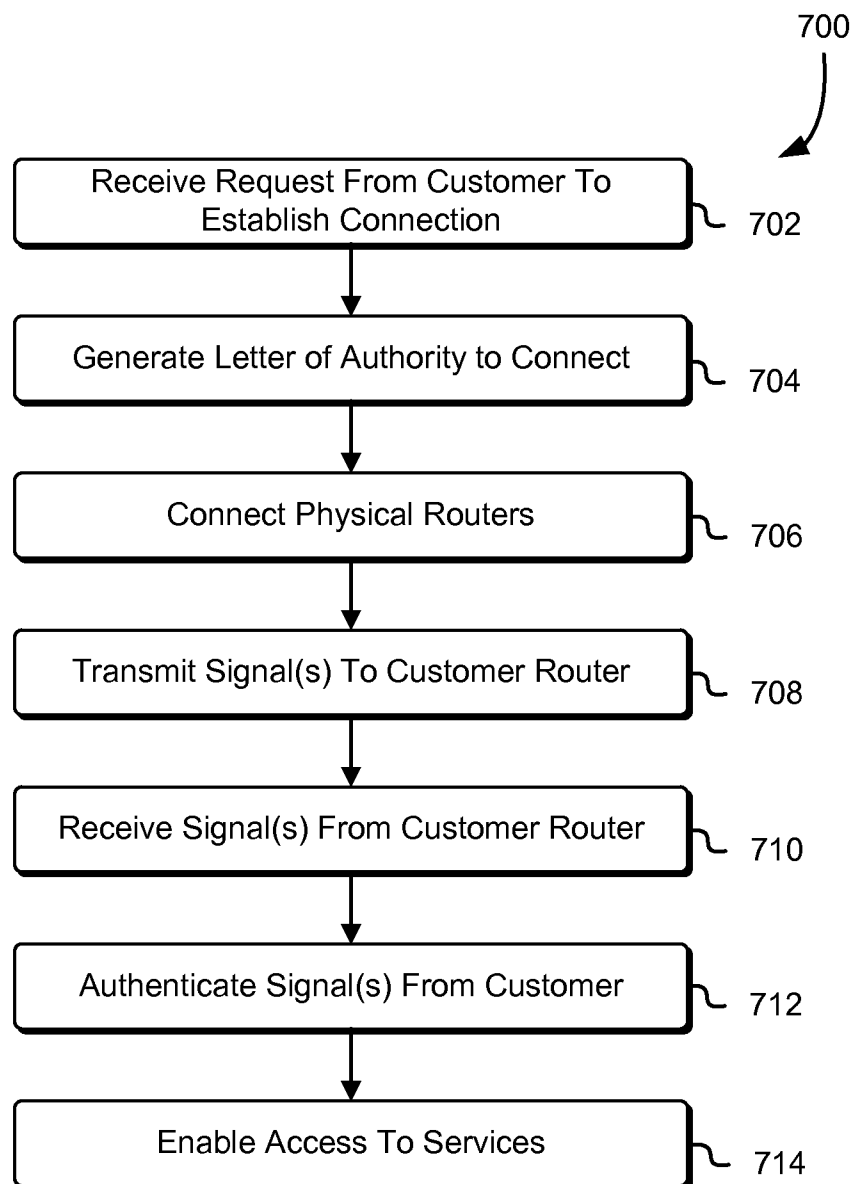 700
Receive Request From Customer To
Establish Connection
702
Generate Letter of Authority to Connect
704
Connect Physical Routers
706
Transmit Signal(s) To Customer Router
708
Receive Signal(s) From Customer Router
710
Authenticate Signal(s) From Customer
712
Enable Access To Services
714